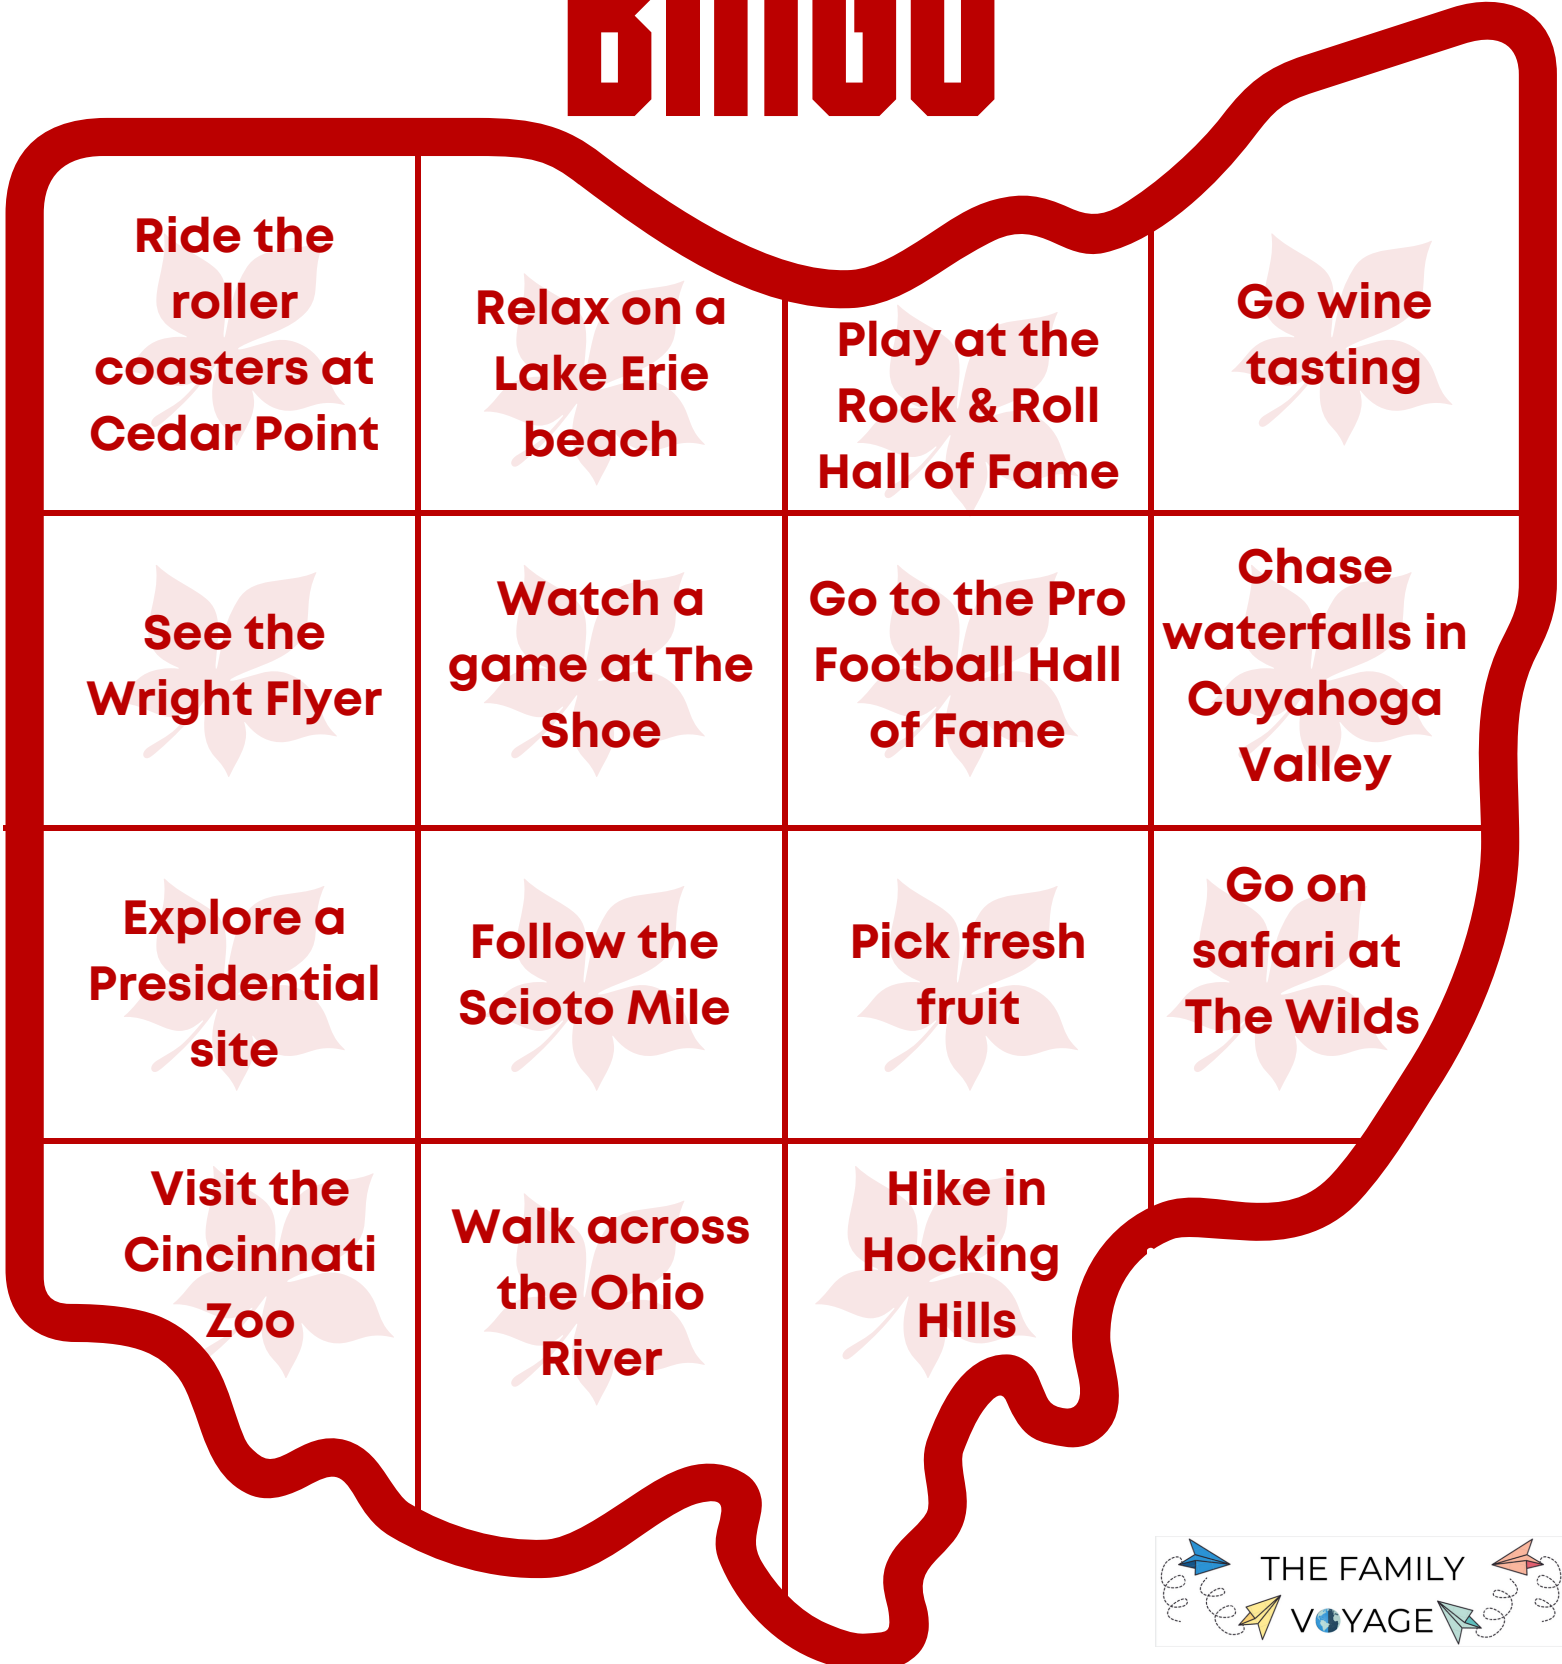 BINGO
Ride the
roller
coasters at
Cedar Point
Relax on a
Lake Erie
beach
Play at the
Rock & Roll
Hall of Fame
Go wine
tasting
See the
Wright Flyer
Watch a
game at The
Shoe
Go to the Pro
Football Hall
of Fame
Chase
waterfalls in
Cuyahoga
Valley
Explore a
Presidential
site
Follow the
Scioto Mile
Pick fresh
fruit
Go on
safari at
The Wilds
Visit the
Cincinnati
Zoo
Walk across
the Ohio
River
Hike in
Hocking
Hills
THE FAMILY
VOYAGE